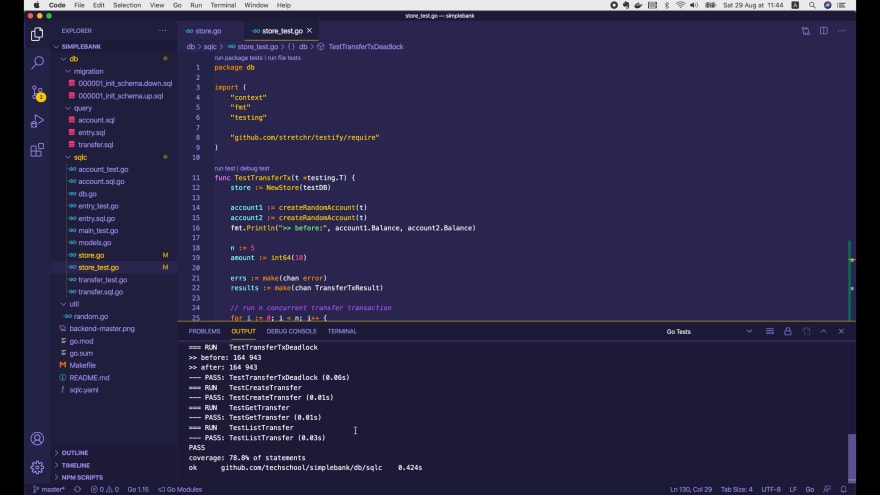 Code File Edit Selection View Go Run Terminal Window Help
Sat 29 Aug at 11:44
store_test.go — simplebank
EXPLORER
SIMPLEBANK
db
migration
000001_init_schema.down.sql
000001_init_schema.up.sql
query
account.sql
entry.sql
transfer.sql
sqlc
account_test.go
account.sql.go
db.go
entry_test.go
entry.sql.go
main_test.go
models.go
store.go M
store_test.go M
transfer_test.go
transfer.sql.go
util
random.go
backend-master.png
go.mod
go.sum
Makefile
README.md
sqlc.yaml
OUTLINE
TIMELINE
NPM SCRIPTS
store.go
store_test.go
db > sqlc > store_test.go > {} db > TestTransferTxDeadlock
run package tests | run file tests
1 package db
2
3 import (
4 "context"
5 "fmt"
6 "testing"
7
8 "github.com/stretchr/testify/require"
9 )
10
run test | debug test
11 func TestTransferTx(t *testing.T) {
12 store := NewStore(testDB)
13
14 account1 := createRandomAccount(t)
15 account2 := createRandomAccount(t)
16 fmt.Println(">> before:", account1.Balance, account2.Balance)
17
18 n := 5
19 amount := int64(10)
20
21 errs := make(chan error)
22 results := make(chan TransferTxResult)
23
24 // run n concurrent transfer transaction
25 for i := 0; i < n; i++ {
PROBLEMS OUTPUT DEBUG CONSOLE TERMINAL
Go Tests
=== RUN TestTransferTxDeadlock
>> before: 164 943
>> after: 164 943
--- PASS: TestTransferTxDeadlock (0.06s)
=== RUN TestCreateTransfer
--- PASS: TestCreateTransfer (0.01s)
=== RUN TestGetTransfer
--- PASS: TestGetTransfer (0.01s)
=== RUN TestListTransfer
--- PASS: TestListTransfer (0.03s)
PASS
coverage: 78.8% of statements
ok github.com/techschool/simplebank/db/sqlc 0.424s
master* 0 0 Go 1.15 Go Modules
Ln 130, Col 29 Tab Size: 4 UTF-8 LF Go